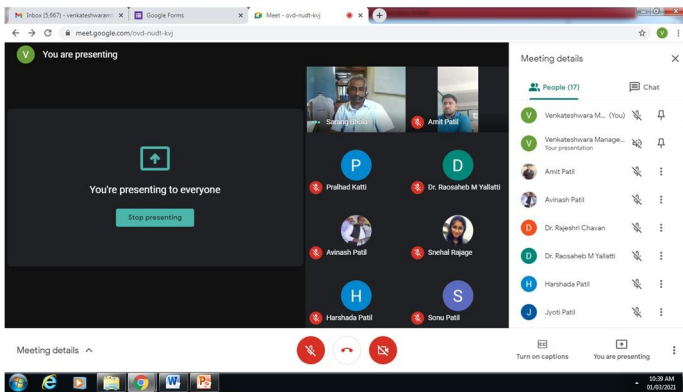 Inbox (5,667) - venkateshwaram
Google Forms
Meet - ovd-nudt-kvj
meet.google.com/ovd-nudt-kvj
V
V You are presenting
You're presenting to everyone
Stop presenting
Amit Patil
P
Pralhad Katti
D
Dr. Raosaheb M Yallatti
Avinash Patil
Snehal Rajage
H
Harshada Patil
S
Sonu Patil
Meeting details
People (17)
Chat
V Venkateshwara M... (You)
V Venkateshwara Manage...
Your presentation
Amit Patil
Avinash Patil
D Dr. Rajeshri Chavan
D Dr. Raosaheb M Yallatti
H Harshada Patil
J Jyoti Patil
Meeting details
Turn on captions
You are presenting
10:39 AM
01/03/2021